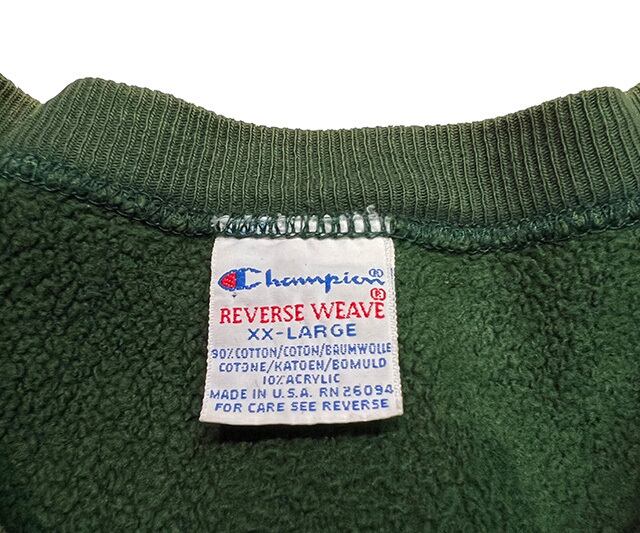 Champion®
REVERSE WEAVE®
XX-LARGE
90% COTTON/COTON/BAUMWOLLE
COTONE/KATOEN/BOMULD
10% ACRYLIC
MADE IN U.S.A. RN 26094
FOR CARE SEE REVERSE